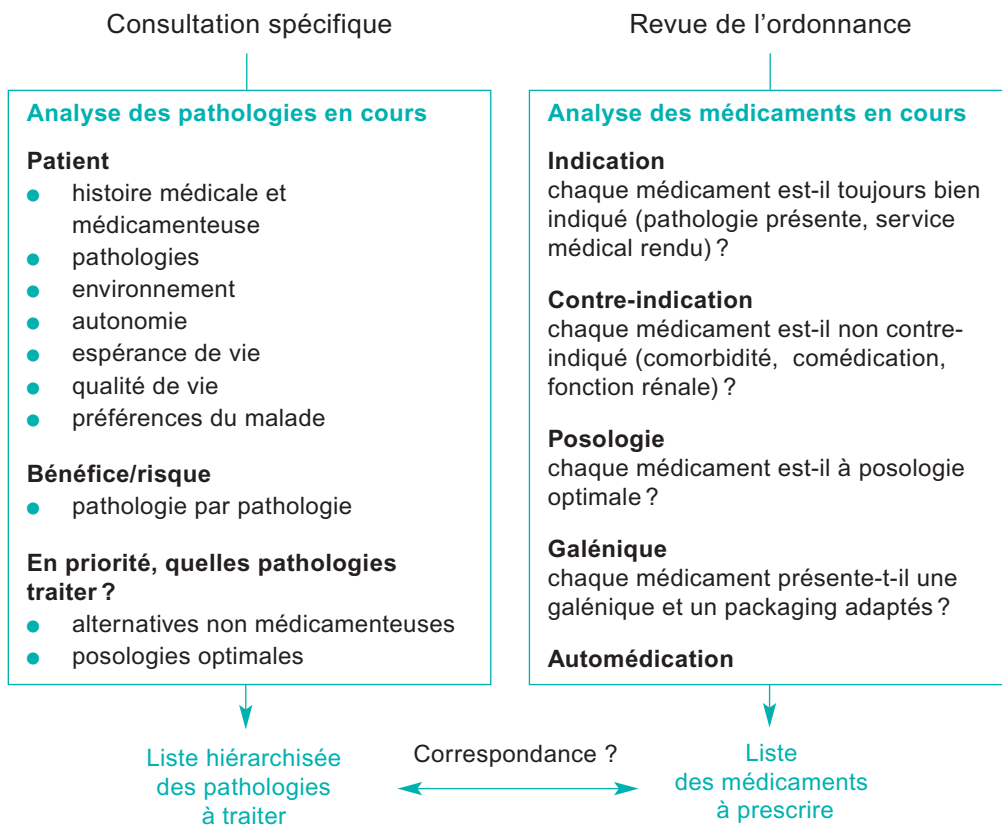 Consultation spécifique
Analyse des pathologies en cours
Patient
histoire médicale et
médicamenteuse
pathologies
environnement
autonomie
espérance de vie
qualité de vie
préférences du malade
Bénéfice/risque
pathologie par pathologie
En priorité, quelles pathologies
traiter ?
alternatives non médicamenteuses
posologies optimales
Liste hiérarchisée
des pathologies
à traiter
Correspondance ?
Revue de l’ordonnance
Analyse des médicaments en cours
Indication
chaque médicament est-il toujours bien
indiqué (pathologie présente, service
médical rendu) ?
Contre-indication
chaque médicament est-il non contre-
indiqué (comorbidité, comédication,
fonction rénale) ?
Posologie
chaque médicament est-il à posologie
optimale ?
Galénique
chaque médicament présente-t-il une
galénique et un packaging adaptés ?
Automédication
Liste
des médicaments
à prescrire